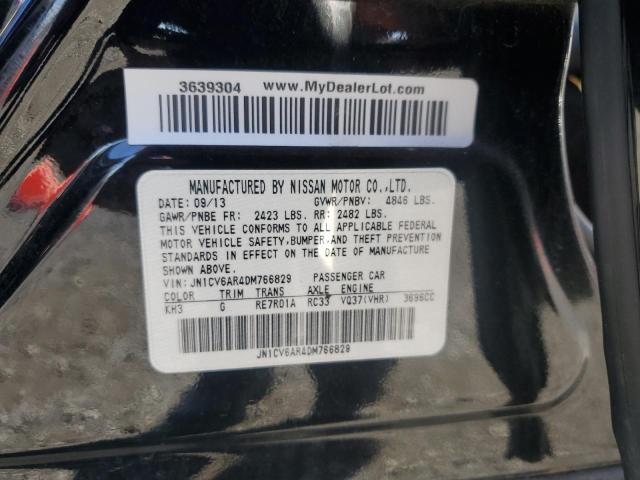 3639304 www.MyDealerLot.com
MANUFACTURED BY NISSAN MOTOR CO.,LTD.
DATE: 09/13 GVWR/PNBV: 4846 LBS.
GAWR/PNBE FR: 2423 LBS. RR: 2482 LBS.
THIS VEHICLE CONFORMS TO ALL APPLICABLE FEDERAL
MOTOR VEHICLE SAFETY,BUMPER,AND THEFT PREVENTION
STANDARDS IN EFFECT ON THE DATE OF MANUFACTURE
SHOWN ABOVE.
VIN: JN1CV6AR4DM766829 PASSENGER CAR
COLOR TRIM TRANS AXLE ENGINE
KH3 G RE7R01A RC33 VQ37(VHR) 3696CC
JN1CV6AR4DM766829